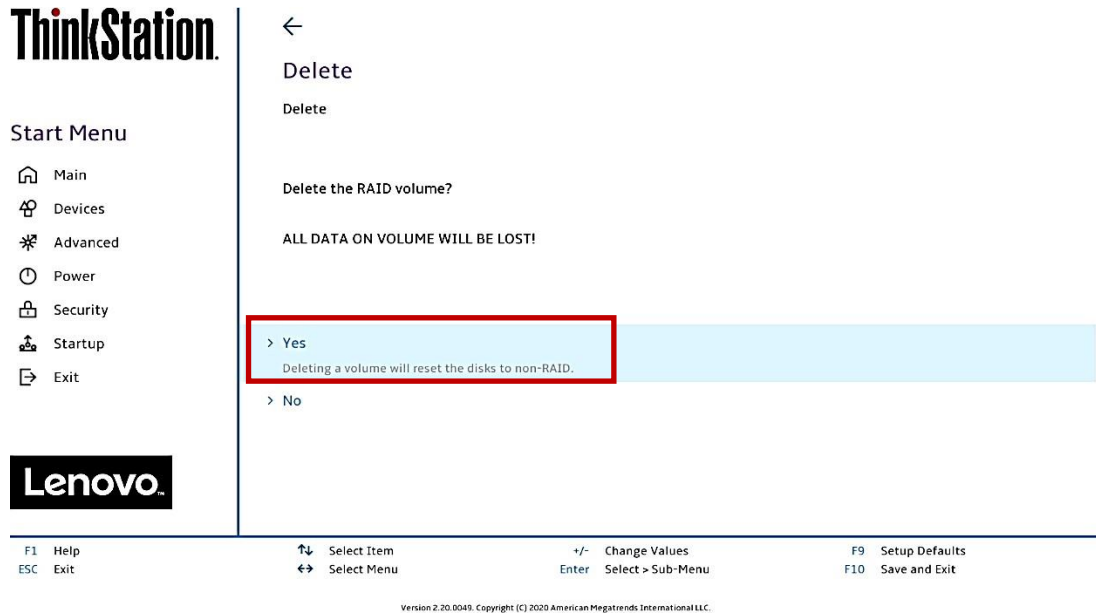 ThinkStation.
Start Menu
Main
Devices
Advanced
Power
Security
Startup
Exit
Lenovo™
Delete
Delete
Delete the RAID volume?
ALL DATA ON VOLUME WILL BE LOST!
> Yes
Deleting a volume will reset the disks to non-RAID.
> No
F1 Help ↑↓ Select Item +/- Change Values F9 Setup Defaults
ESC Exit ↔ Select Menu Enter Select > Sub-Menu F10 Save and Exit
Version 2.20.0049. Copyright (C) 2020 American Megatrends International LLC.